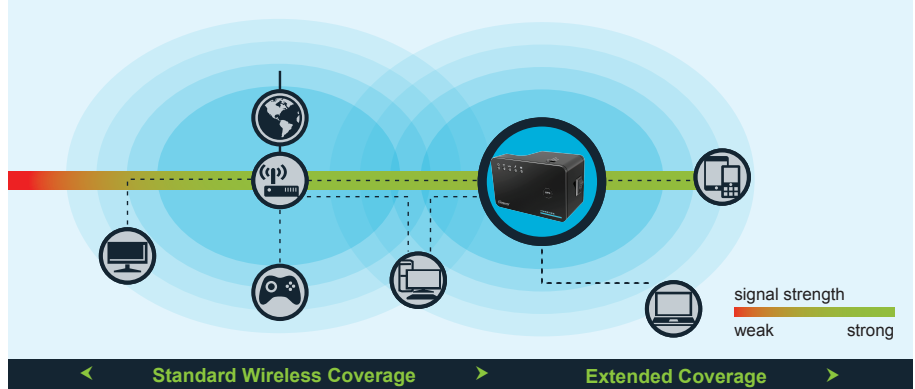 signal strength
weak strong
Standard Wireless Coverage Extended Coverage